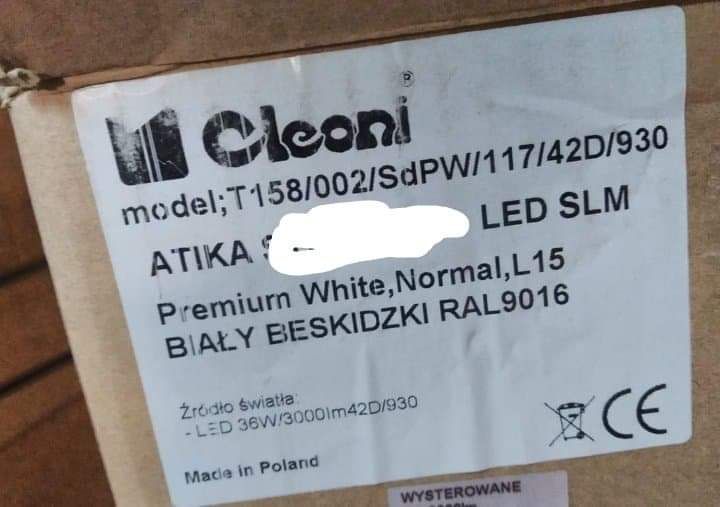 Cleoni ®
model;T158/002/SdPW/117/42D/930
ATIKA LED SLM
Premium White,Normal,L15
BIAŁY BESKIDZKI RAL9016
Źródło światła:
- LED 36W/3000lm42D/930
CE
Made in Poland
WYSTEROWANE